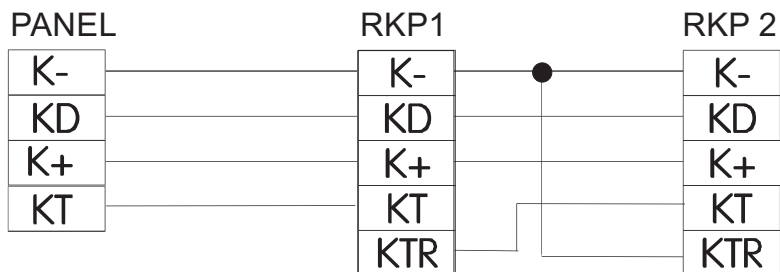 PANEL RKP1 RKP 2
K- K- K-
KD KD KD
K+ K+ K+
KT KT KT
KTR KTR